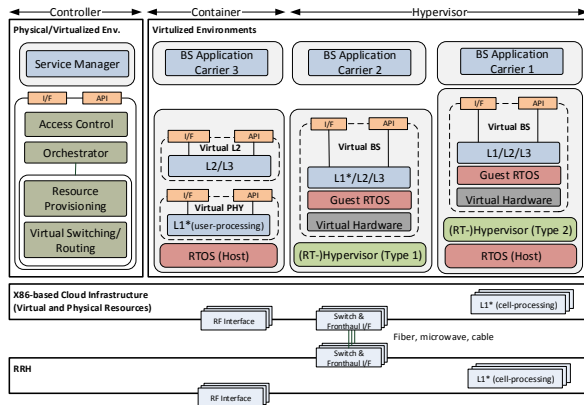 Controller
Container
Hypervisor
Physical/Virtualized Env.
Virtulized Environments
Service Manager
BS Application
Carrier 3
BS Application
Carrier 2
BS Application
Carrier 1
I/F
API
Access Control
Orchestrator
Resource
Provisioning
Virtual Switching/
Routing
I/F
API
Virtual L2
L2/L3
I/F
API
Virtual PHY
L1*(user-processing)
RTOS (Host)
I/F
API
Virtual BS
L1*/L2/L3
Guest RTOS
Virtual Hardware
(RT-)Hypervisor (Type 1)
I/F
API
Virtual BS
L1/L2/L3
Guest RTOS
Virtual Hardware
(RT-)Hypervisor (Type 2)
RTOS (Host)
X86-based Cloud Infrastructure
(Virtual and Physical Resources)
RF Interface
Switch &
Fronthaul I/F
L1* (cell-processing)
Fiber, microwave, cable
Switch &
Fronthaul I/F
RRH
RF Interface
L1* (cell-processing)